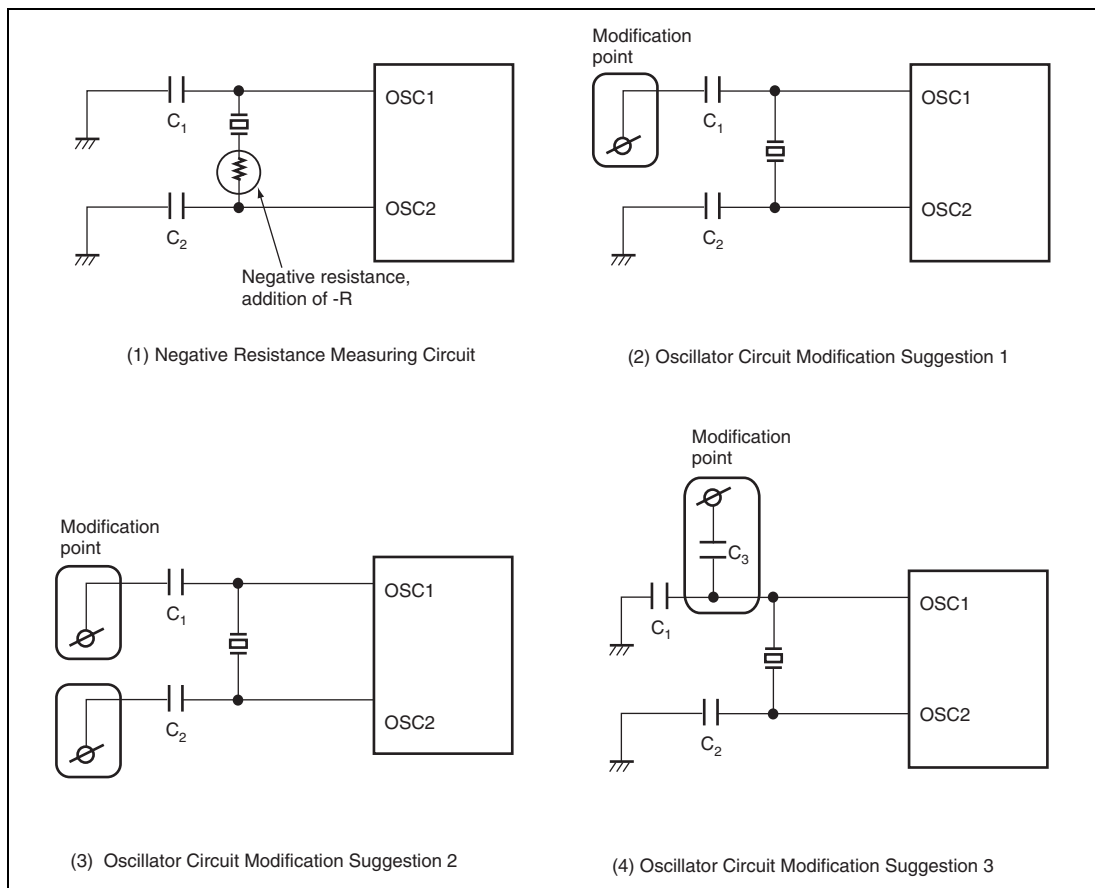 OSC1
C1
OSC2
C2
Negative resistance,
addition of -R
(1) Negative Resistance Measuring Circuit
Modification
point
OSC1
C1
OSC2
C2
(2) Oscillator Circuit Modification Suggestion 1
Modification
point
OSC1
C1
OSC2
C2
(3) Oscillator Circuit Modification Suggestion 2
Modification
point
C3
OSC1
C1
OSC2
C2
(4) Oscillator Circuit Modification Suggestion 3